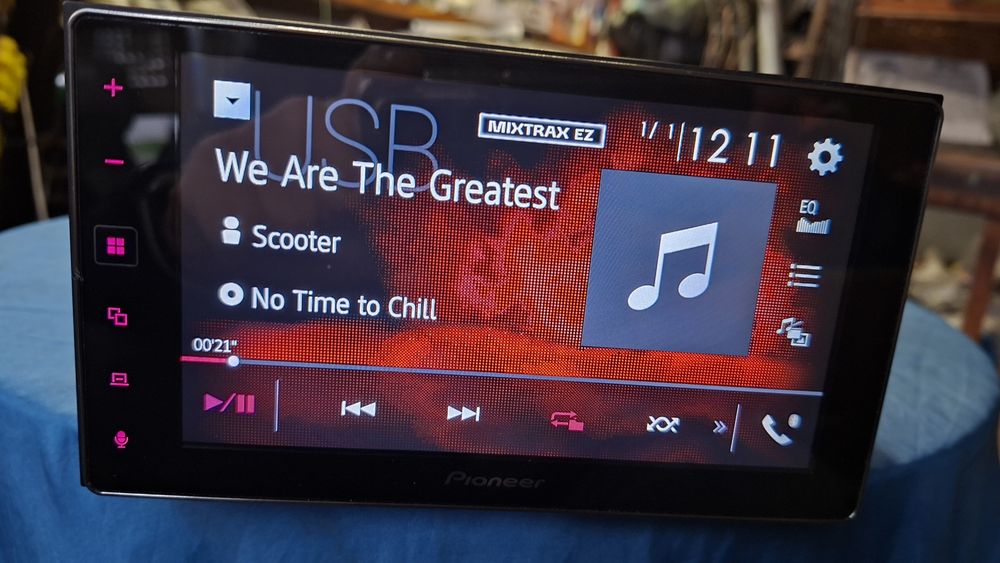 USB
MIXTRAX EZ
1/ 1 12 11
We Are The Greatest
EQ
Scooter
No Time to Chill
00'21"
Pioneer